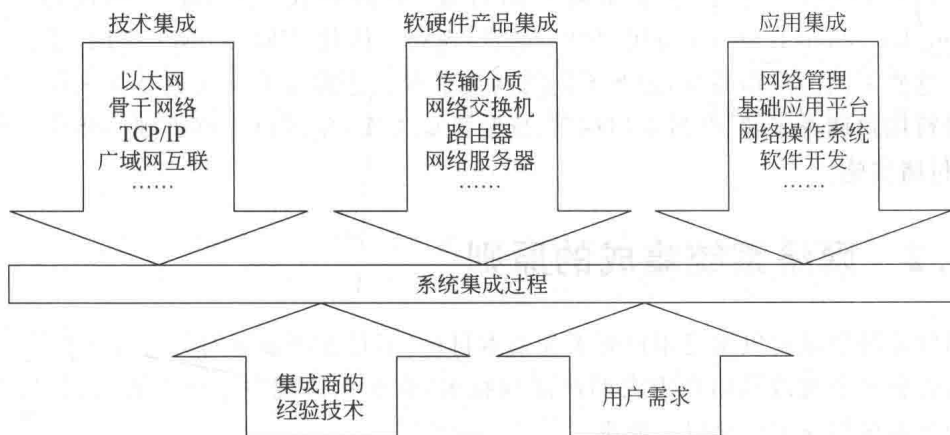 技术集成
软硬件产品集成
应用集成
以太网
骨干网络
TCP/IP
广域网互联
……
传输介质
网络交换机
路由器
网络服务器
……
网络管理
基础应用平台
网络操作系统
软件开发
……
系统集成过程
集成商的
经验技术
用户需求